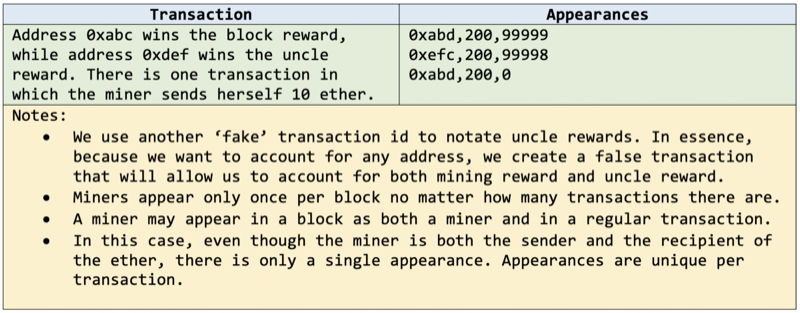 Transaction
Appearances
Address 0xabc wins the block reward,
while address 0xdef wins the uncle
reward. There is one transaction in
which the miner sends herself 10 ether.
0xabd,200,99999
0xefc,200,99998
0xabd,200,0
Notes:
• We use another ‘fake’ transaction id to notate uncle rewards. In essence,
because we want to account for any address, we create a false transaction
that will allow us to account for both mining reward and uncle reward.
• Miners appear only once per block no matter how many transactions there are.
• A miner may appear in a block as both a miner and in a regular transaction.
• In this case, even though the miner is both the sender and the recipient of
the ether, there is only a single appearance. Appearances are unique per
transaction.